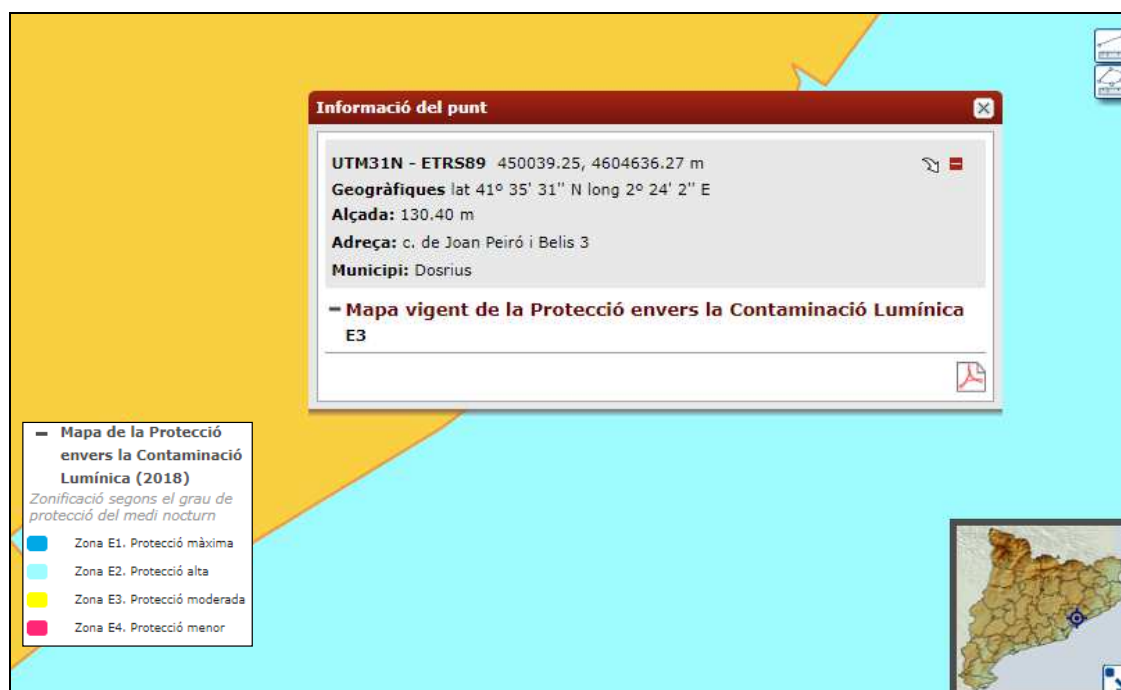 Informació del punt
UTM31N - ETRS89 450039.25, 4604636.27 m
Geogràfiques lat 41º 35' 31'' N long 2º 24' 2'' E
Alçada: 130.40 m
Adreça: c. de Joan Peiró i Belis 3
Municipi: Dosrius
Mapa vigent de la Protecció envers la Contaminació Lumínica
E3
Mapa de la Protecció
envers la Contaminació
Lumínica (2018)
Zonificació segons el grau de
protecció del medi nocturn
Zona E1. Protecció màxima
Zona E2. Protecció alta
Zona E3. Protecció moderada
Zona E4. Protecció menor